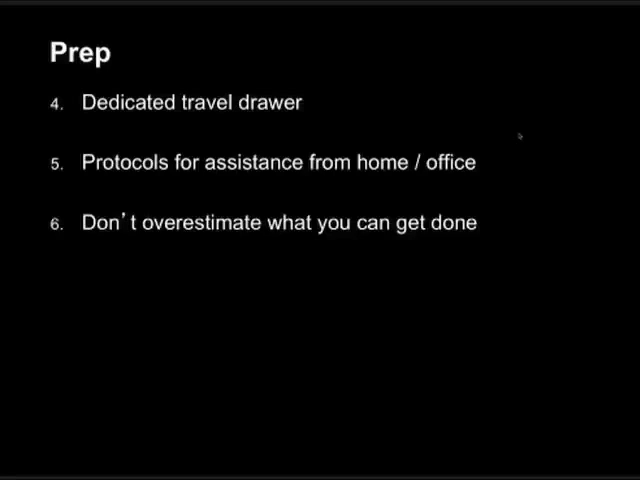 Prep
4. Dedicated travel drawer
5. Protocols for assistance from home / office
6. Don’t overestimate what you can get done